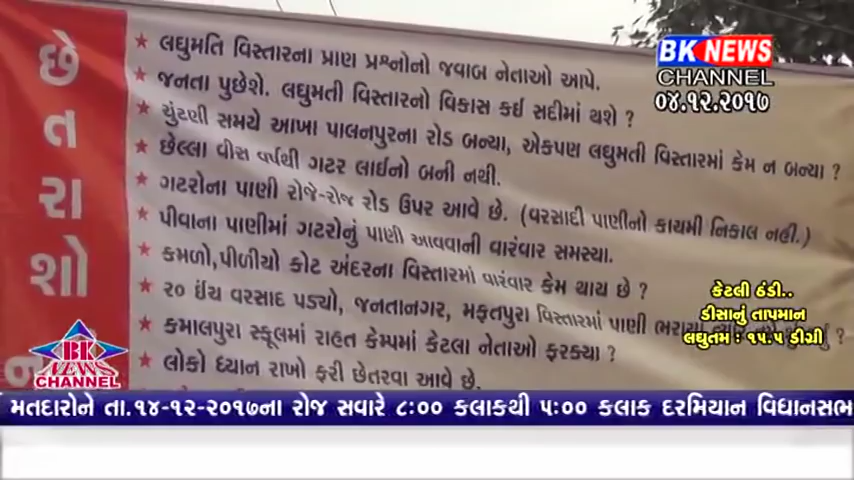 BK NEWS
CHANNEL
૦૪.૧૨.૨૦૧૭
છેતરાશો
★ લઘુમતિ વિસ્તારના પ્રાણ પ્રશ્નોનો જવાબ નેતાઓ આપે.
★ જનતા પુછેશે. લઘુમતી વિસ્તારનો વિકાસ કઈ સદીમાં થશે ?
★ ચુંટણી સમયે આખા પાલનપુરના રોડ બન્યા, એકપણ લઘુમતી વિસ્તારમાં કેમ ન બન્યા ?
★ છેલ્લા વીસ વર્ષથી ગટર લાઈનો બની નથી.
★ ગટરોના પાણી રોજે-રોજ રોડ ઉપર આવે છે. (વરસાદી પાણીનો કાયમી નિકાલ નહી.)
★ પીવાના પાણીમાં ગટરોનું પાણી આવવાની વારંવાર સમસ્યા.
★ કમળો,પીળીયો કોટ અંદરના વિસ્તારમાં વારંવાર કેમ થાય છે ?
★ ૨૦ ઈંચ વરસાદ પડ્યો, જનતાનગર, મફતપુરા વિસ્તારમાં પાણી ભરાયા
★ કમાલપુરા સ્કૂલમાં રાહત કેમ્પમાં કેટલા નેતાઓ ફરક્યા ?
★ લોકો ધ્યાન રાખો ફરી છેતરવા આવે છે.
કેટલી ઠંડી..
ડીસાનું તાપમાન
લઘુતમ : ૧૫.૫ ડીગ્રી
BK
NEWS
CHANNEL
મતદારોને તા.૧૪-૧૨-૨૦૧૭ના રોજ સવારે ૮:૦૦ કલાકથી ૫:૦૦ કલાક દરમિયાન વિધાનસભ